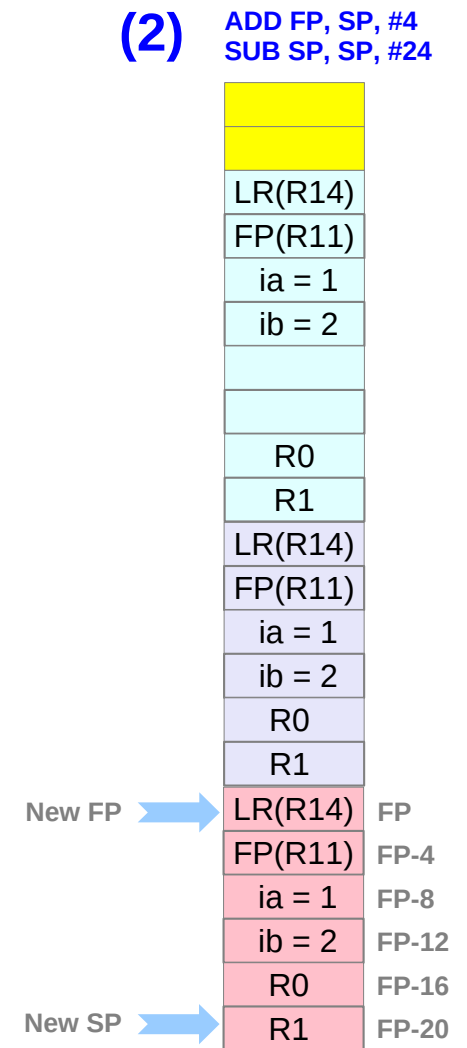 (2)
ADD FP, SP, #4
SUB SP, SP, #24
LR(R14)
FP(R11)
ia = 1
ib = 2
R0
R1
LR(R14)
FP(R11)
ia = 1
ib = 2
R0
R1
New FP LR(R14) FP
FP(R11) FP-4
ia = 1 FP-8
ib = 2 FP-12
R0 FP-16
New SP R1 FP-20